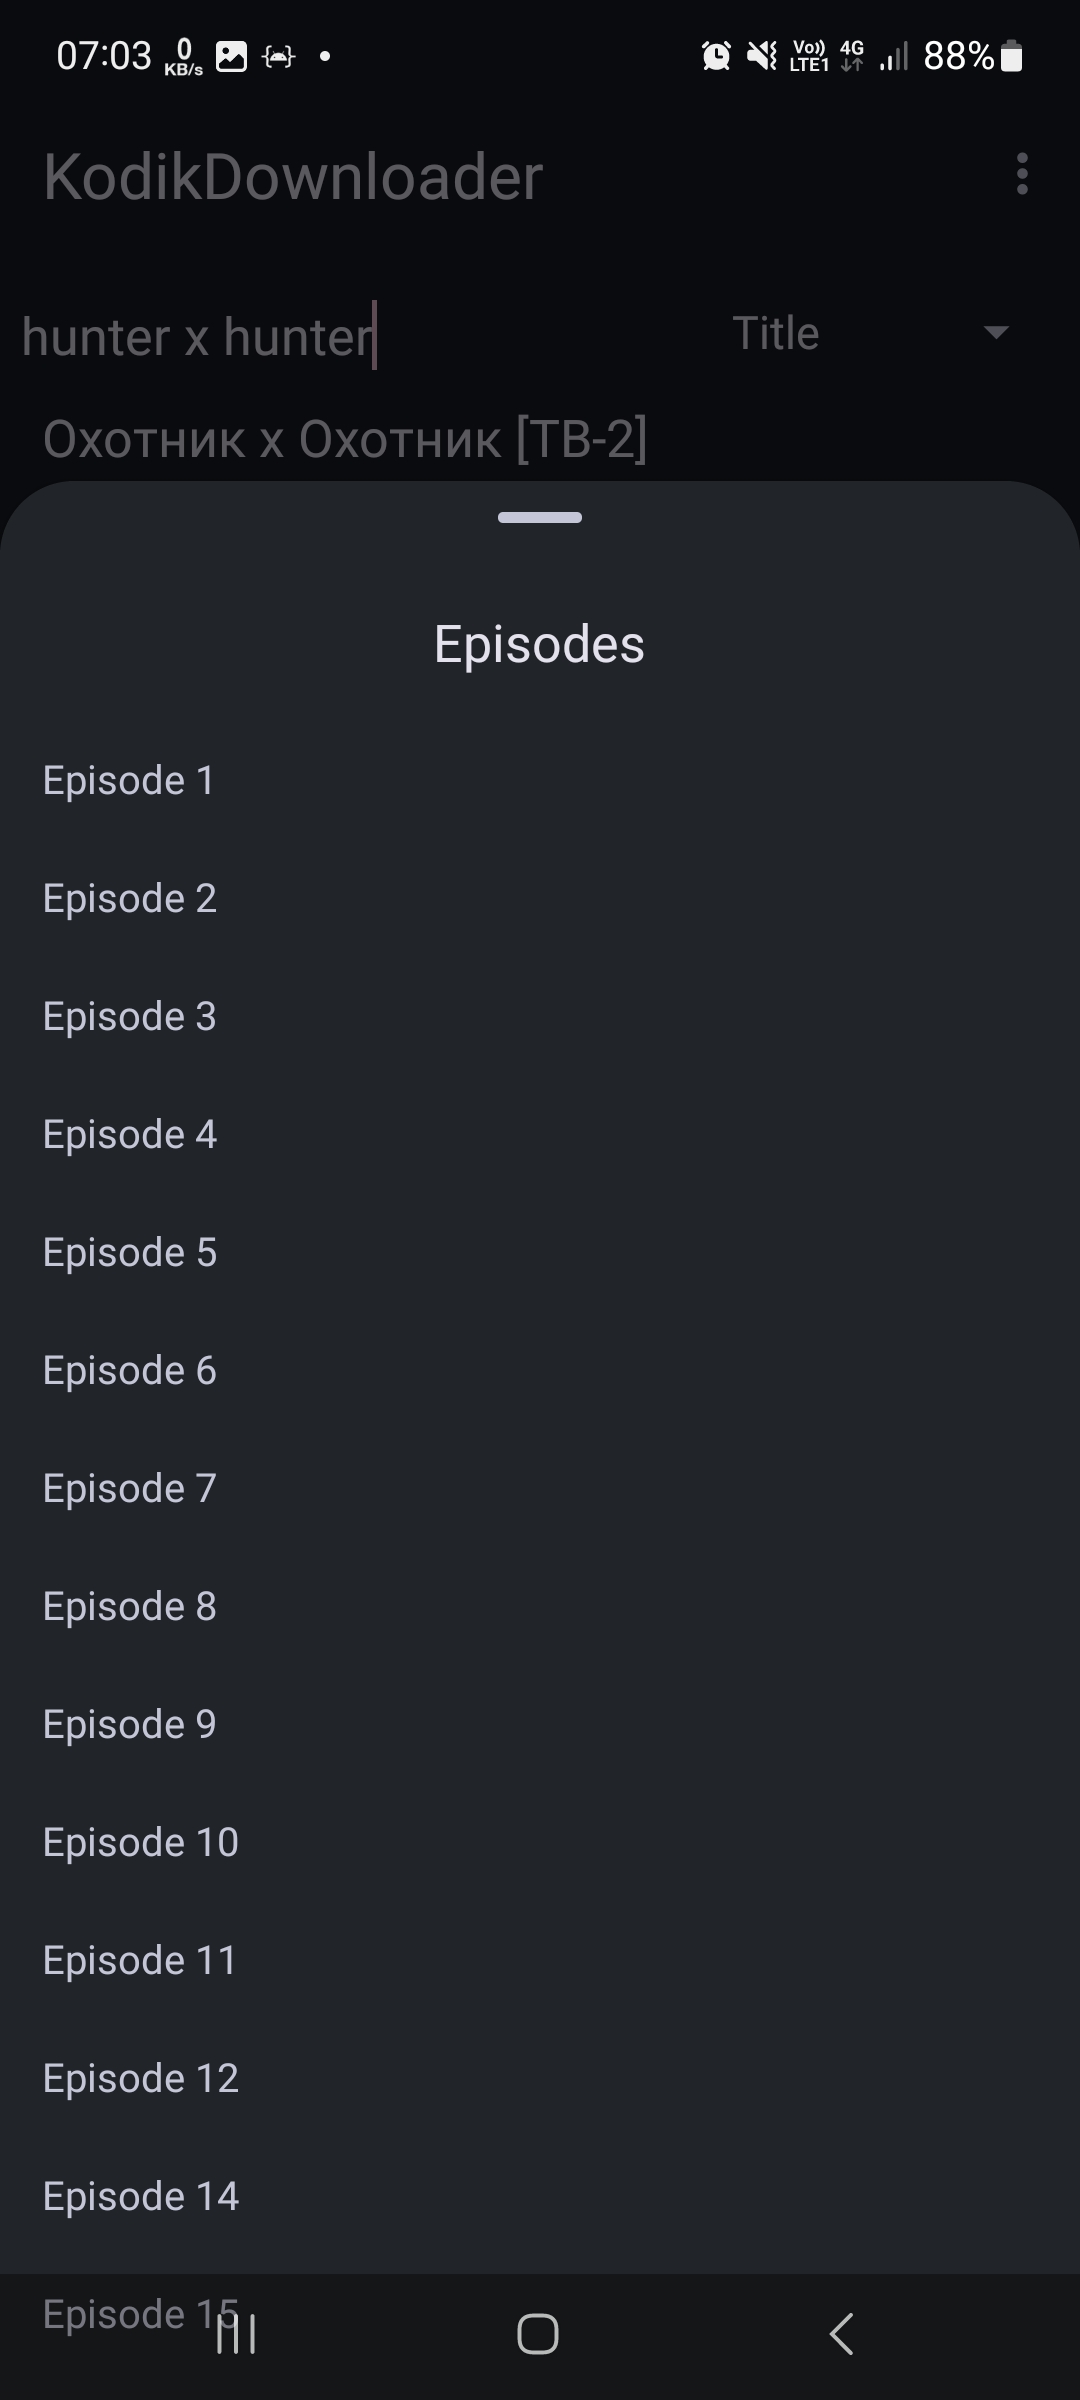 07:03 0 KB/s Vo)) LTE1 4G 88%
KodikDownloader
hunter x hunter Title
Охотник х Охотник [ТВ-2]
Episodes
Episode 1
Episode 2
Episode 3
Episode 4
Episode 5
Episode 6
Episode 7
Episode 8
Episode 9
Episode 10
Episode 11
Episode 12
Episode 14
Episode 15